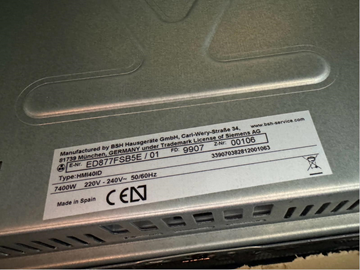 Manufactured by BSH Hausgeräte GmbH, Carl-Wery-Straße 34,
81739 München, GERMANY under Trademark License of Siemens AG
www.bsh-service.com
E-Nr. ED877FSB5E / 01 FD. 9907 Z-Nr. 00106
Type:HMI40ID 339070382812001063
7400W 220V - 240V~ 50/60Hz
Made in Spain CE